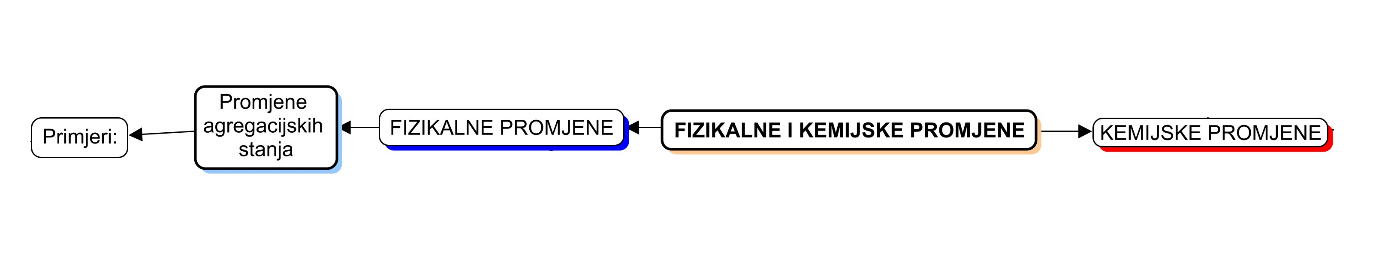 Primjeri:
Promjene
agregacijskih
stanja
FIZIKALNE PROMJENE
FIZIKALNE I KEMIJSKE PROMJENE
KEMIJSKE PROMJENE